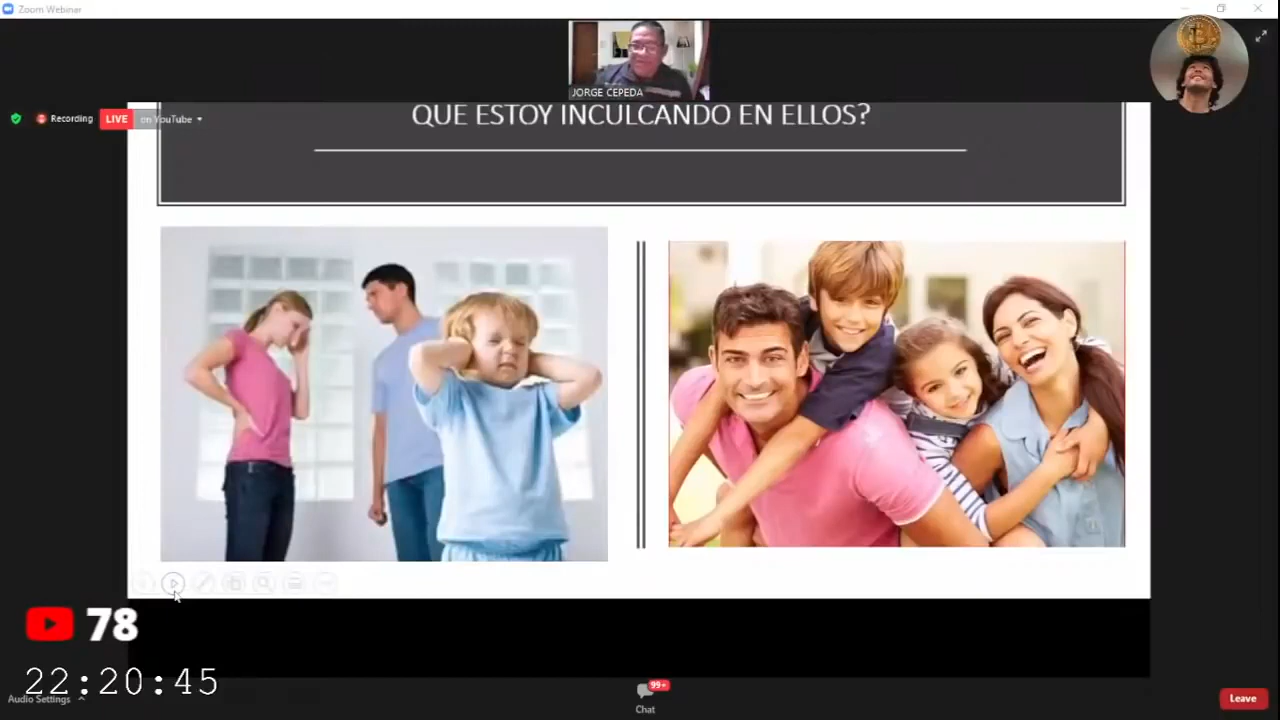 Zoom Webinar
JORGE CEPEDA
Recording
LIVE
on YouTube
QUE ESTOY INCULCANDO EN ELLOS?
78
22:20:45
Audio Settings
99+
Chat
Leave